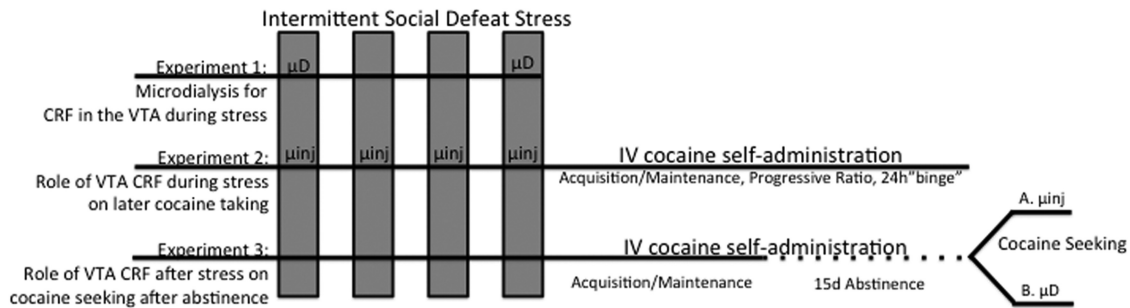 Intermittent Social Defeat Stress
Experiment 1:
µD
µD
Microdialysis for
CRF in the VTA during stress
Experiment 2:
µinj
µinj
µinj
µinj
IV cocaine self-administration
Role of VTA CRF during stress
on later cocaine taking
Acquisition/Maintenance, Progressive Ratio, 24h"binge"
Experiment 3:
IV cocaine self-administration
Role of VTA CRF after stress on
cocaine seeking after abstinence
Acquisition/Maintenance
15d Abstinence
A. µinj
Cocaine Seeking
B. µD